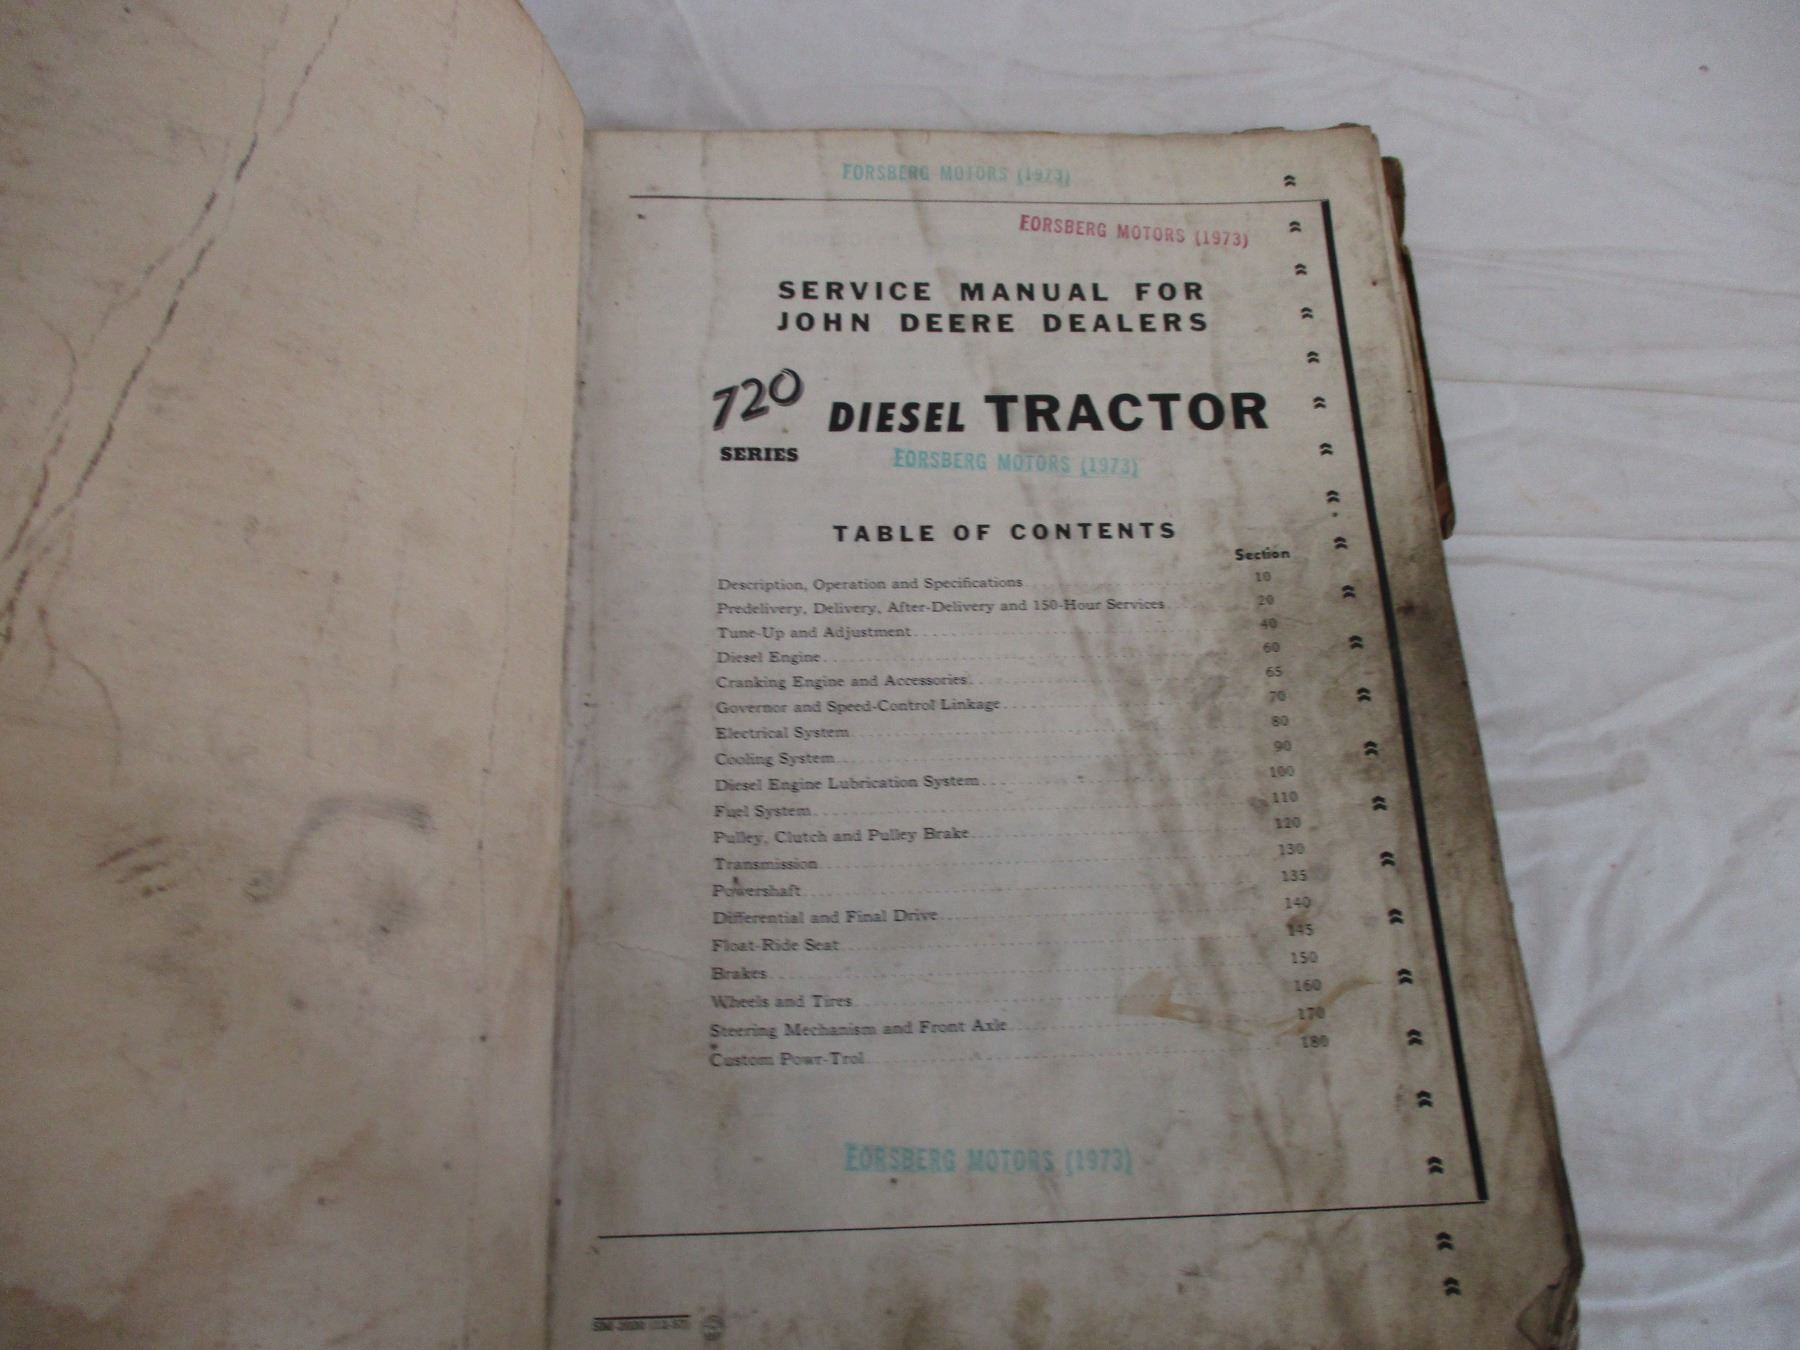 FORSBERG MOTORS (1973)
FORSBERG MOTORS (1973)
SERVICE MANUAL FOR
JOHN DEERE DEALERS
720 DIESEL TRACTOR
SERIES
FORSBERG MOTORS (1973)
TABLE OF CONTENTS
Section
Description, Operation and Specifications 10
Predelivery, Delivery, After-Delivery and 150-Hour Services 20
Tune-Up and Adjustment 40
Diesel Engine 60
Cranking Engine and Accessories 65
Governor and Speed-Control Linkage 70
Electrical System 80
Cooling System 90
Diesel Engine Lubrication System 100
Fuel System 110
Pulley, Clutch and Pulley Brake 120
Transmission 130
Powershaft 135
Differential and Final Drive 140
Float-Ride Seat 145
Brakes 150
Wheels and Tires 160
Steering Mechanism and Front Axle 170
Custom Powr-Trol 180
FORSBERG MOTORS (1973)